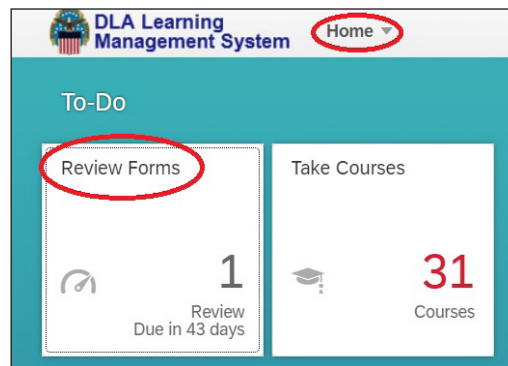 DLA Learning
Management System
Home
To-Do
Review Forms
1
Review
Due in 43 days
Take Courses
31
Courses